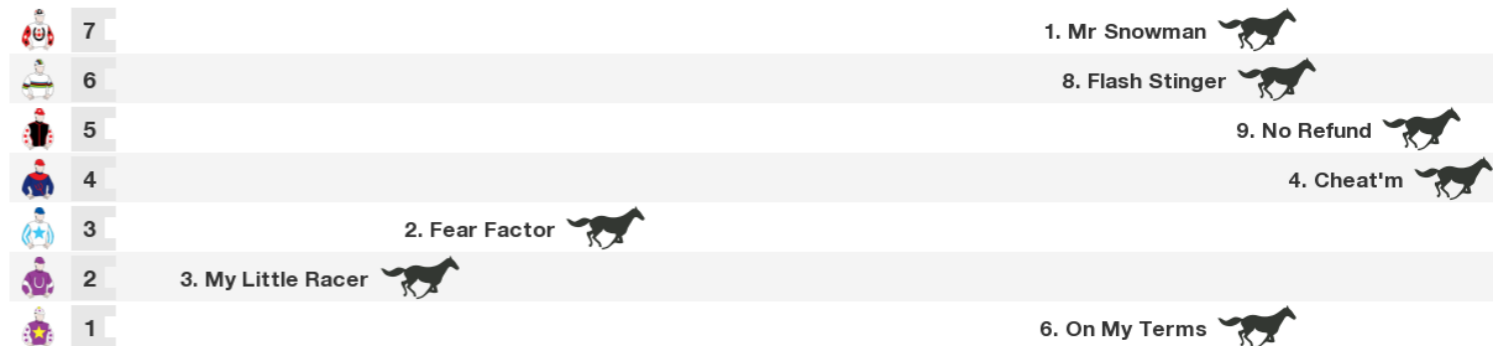 7 1. Mr Snowman
6 8. Flash Stinger
5 9. No Refund
4 4. Cheat'm
3 2. Fear Factor
2 3. My Little Racer
1 6. On My Terms